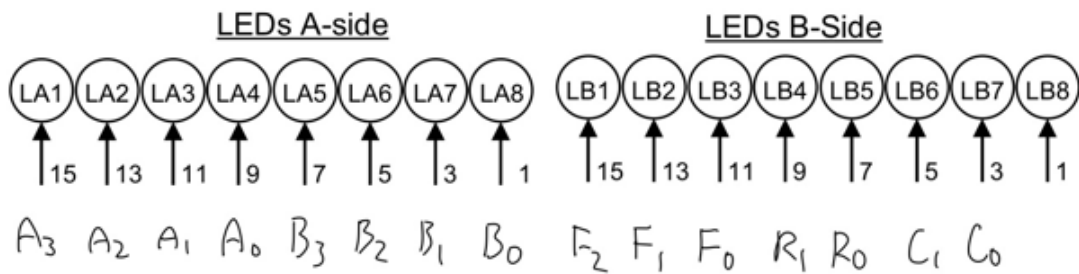 LEDs A-side LEDs B-Side
LA1 LA2 LA3 LA4 LA5 LA6 LA7 LA8 LB1 LB2 LB3 LB4 LB5 LB6 LB7 LB8
15 13 11 9 7 5 3 1 15 13 11 9 7 5 3 1
A₃ A₂ A₁ A₀ B₃ B₂ B₁ B₀ F₂ F₁ F₀ R₁ R₀ C₁ C₀